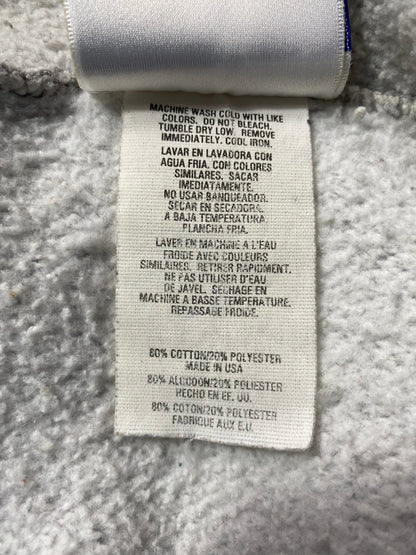 MACHINE WASH COLD WITH LIKE
COLORS. DO NOT BLEACH.
TUMBLE DRY LOW. REMOVE
IMMEDIATELY. COOL IRON.
LAVAR EN LAVADORA CON
AGUA FRIA. CON COLORES
SIMILARES. SACAR
IMEDIATAMENTE.
NO USAR BANQUEADOR.
SECAR EN SECADORA.
A BAJA TEMPERATURA
PLANCHA FRIA.
LAVER EN MACHINE A L'EAU
FROIDE AVEC COULEURS
SIMILAIRES. RETIRER RAPIDMENT.
NE PAS UTILISER D'EAU
DE JAVEL. SECHAGE EN
MACHINE A BASSE TEMPERATURE.
REPASSAGE FROIDE.
80% COTTON/20% POLYESTER
MADE IN USA
80% ALGODON/20% POLIESTER
HECHO EN EF. UU.
80% COTON/20% POLYESTER
FABRIQUE AUX E.U.